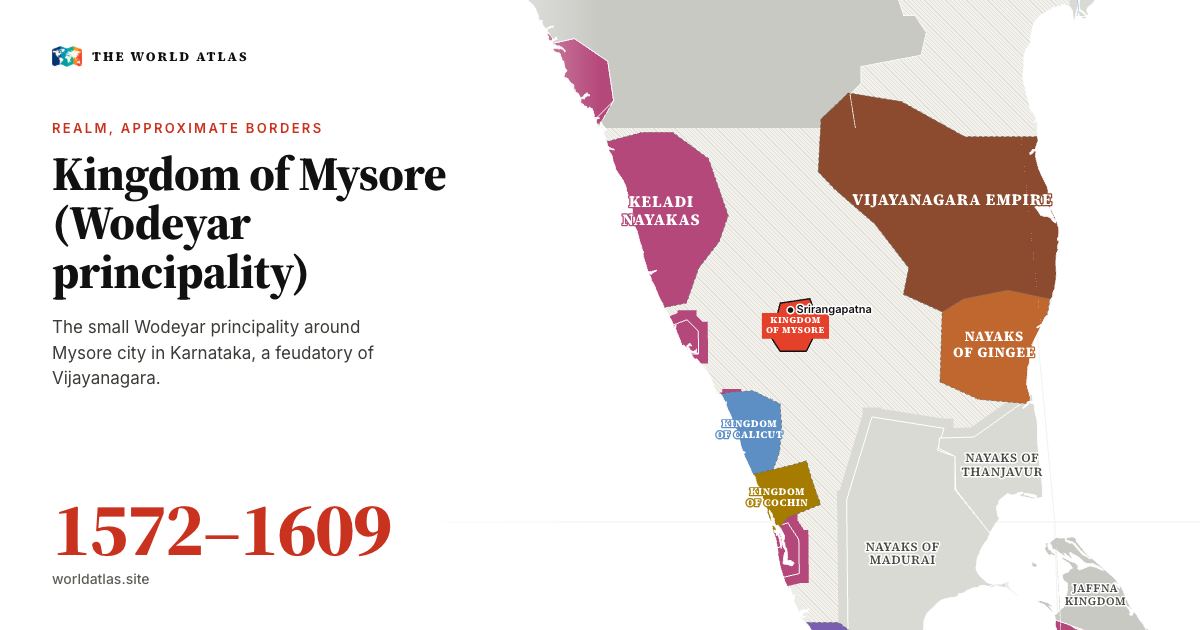 THE WORLD ATLAS
REALM, APPROXIMATE BORDERS
Kingdom of Mysore
(Wodeyar
principality)
The small Wodeyar principality around
Mysore city in Karnataka, a feudatory of
Vijayanagara.
1572–1609
worldatlas.site
KELADI
NAYAKAS
VIJAYANAGARA EMPIRE
Srirangapatna
KINGDOM
OF MYSORE
NAYAKS
OF GINGEE
KINGDOM
OF CALICUT
NAYAKS OF
THANJAVUR
KINGDOM
OF COCHIN
NAYAKS OF
MADURAI
JAFFNA
KINGDOM